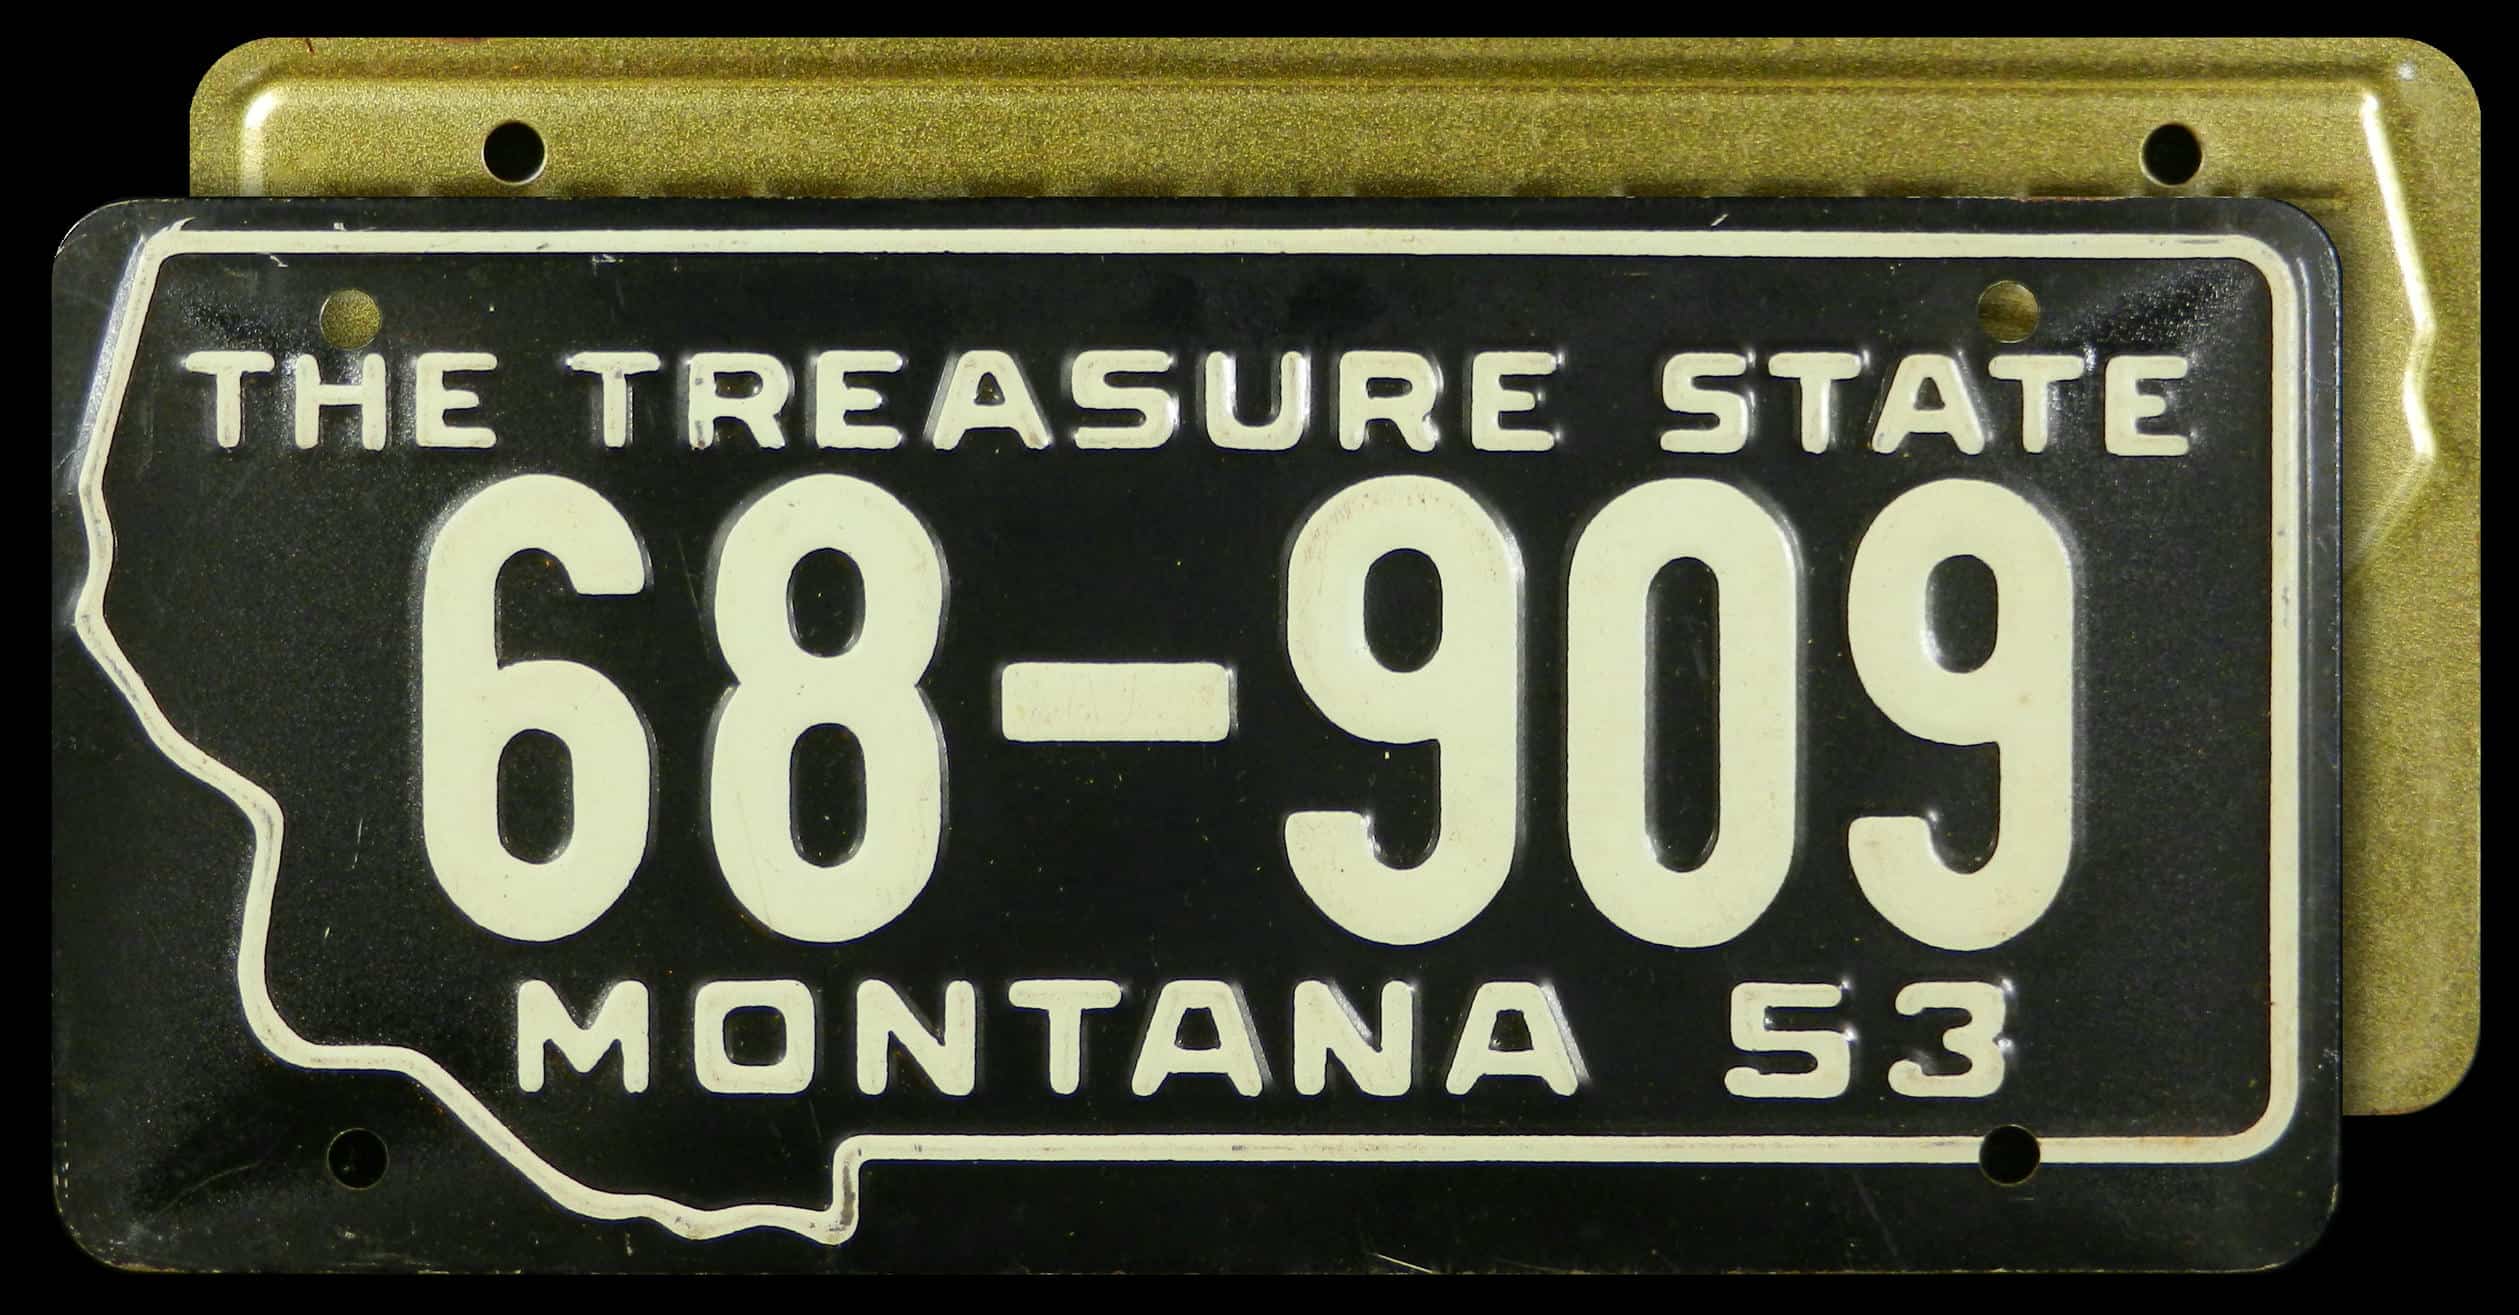 THE TREASURE STATE
68-909
MONTANA 53